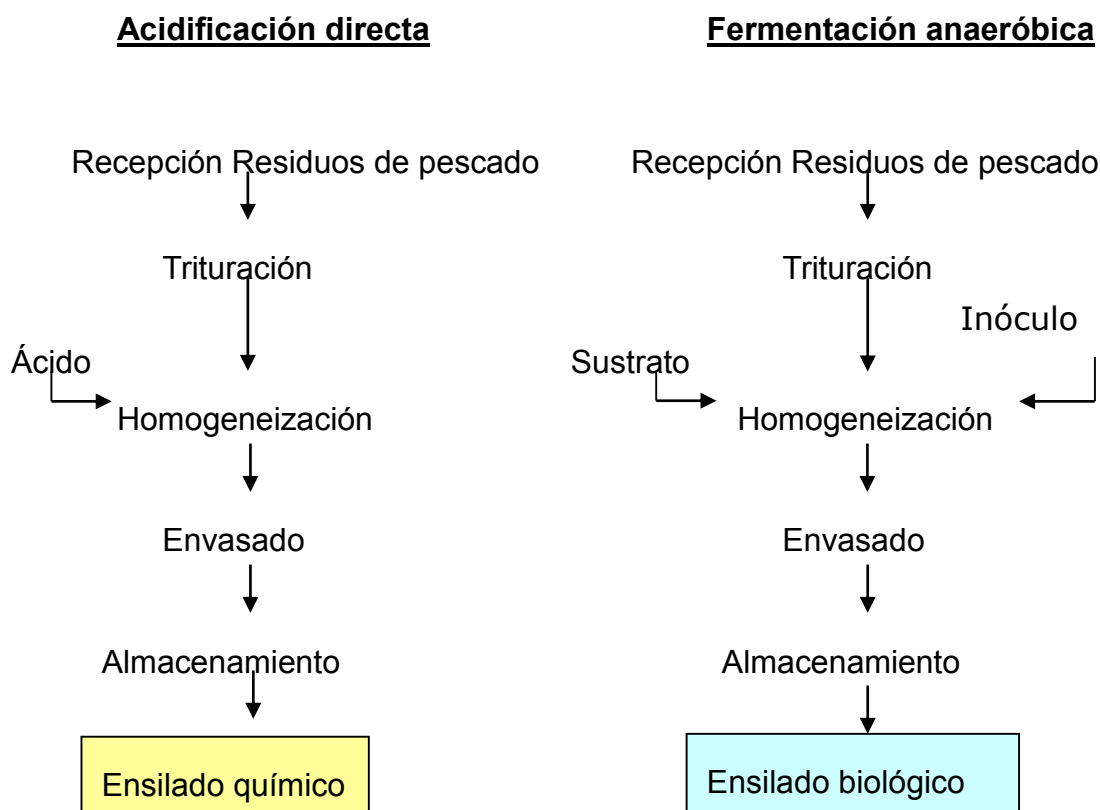 Acidificación directa
Fermentación anaeróbica
Recepción Residuos de pescado
Recepción Residuos de pescado
Trituración
Trituración
Inóculo
Ácido
Sustrato
Homogeneización
Homogeneización
Envasado
Envasado
Almacenamiento
Almacenamiento
Ensilado químico
Ensilado biológico